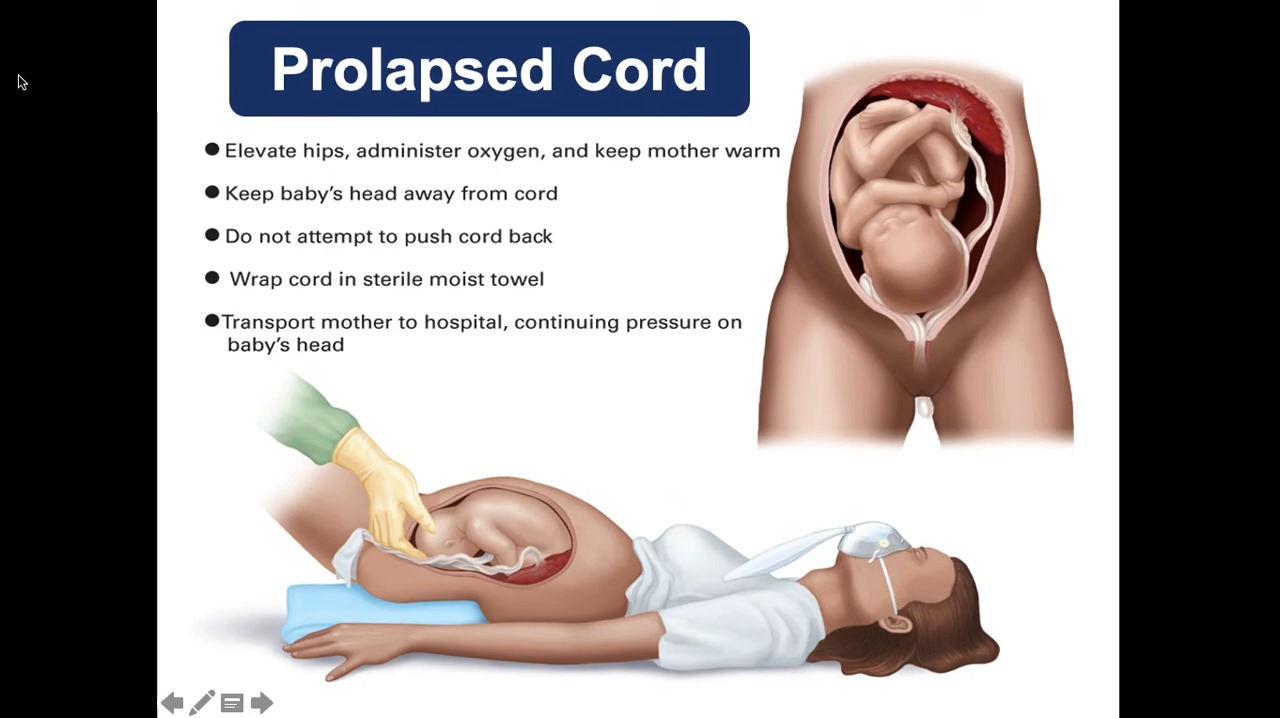 Prolapsed Cord
● Elevate hips, administer oxygen, and keep mother warm
● Keep baby’s head away from cord
● Do not attempt to push cord back
● Wrap cord in sterile moist towel
● Transport mother to hospital, continuing pressure on
baby’s head